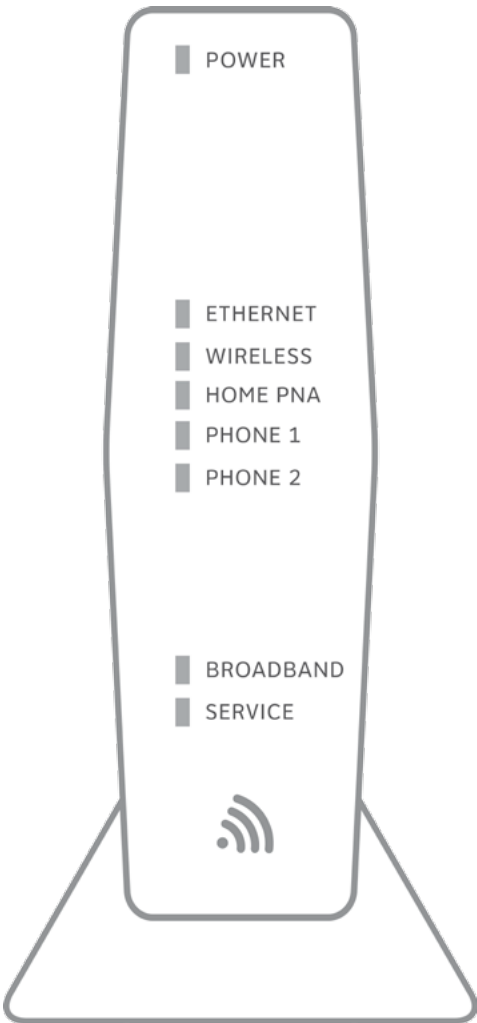 POWER
ETHERNET
WIRELESS
HOME PNA
PHONE 1
PHONE 2
BROADBAND
SERVICE